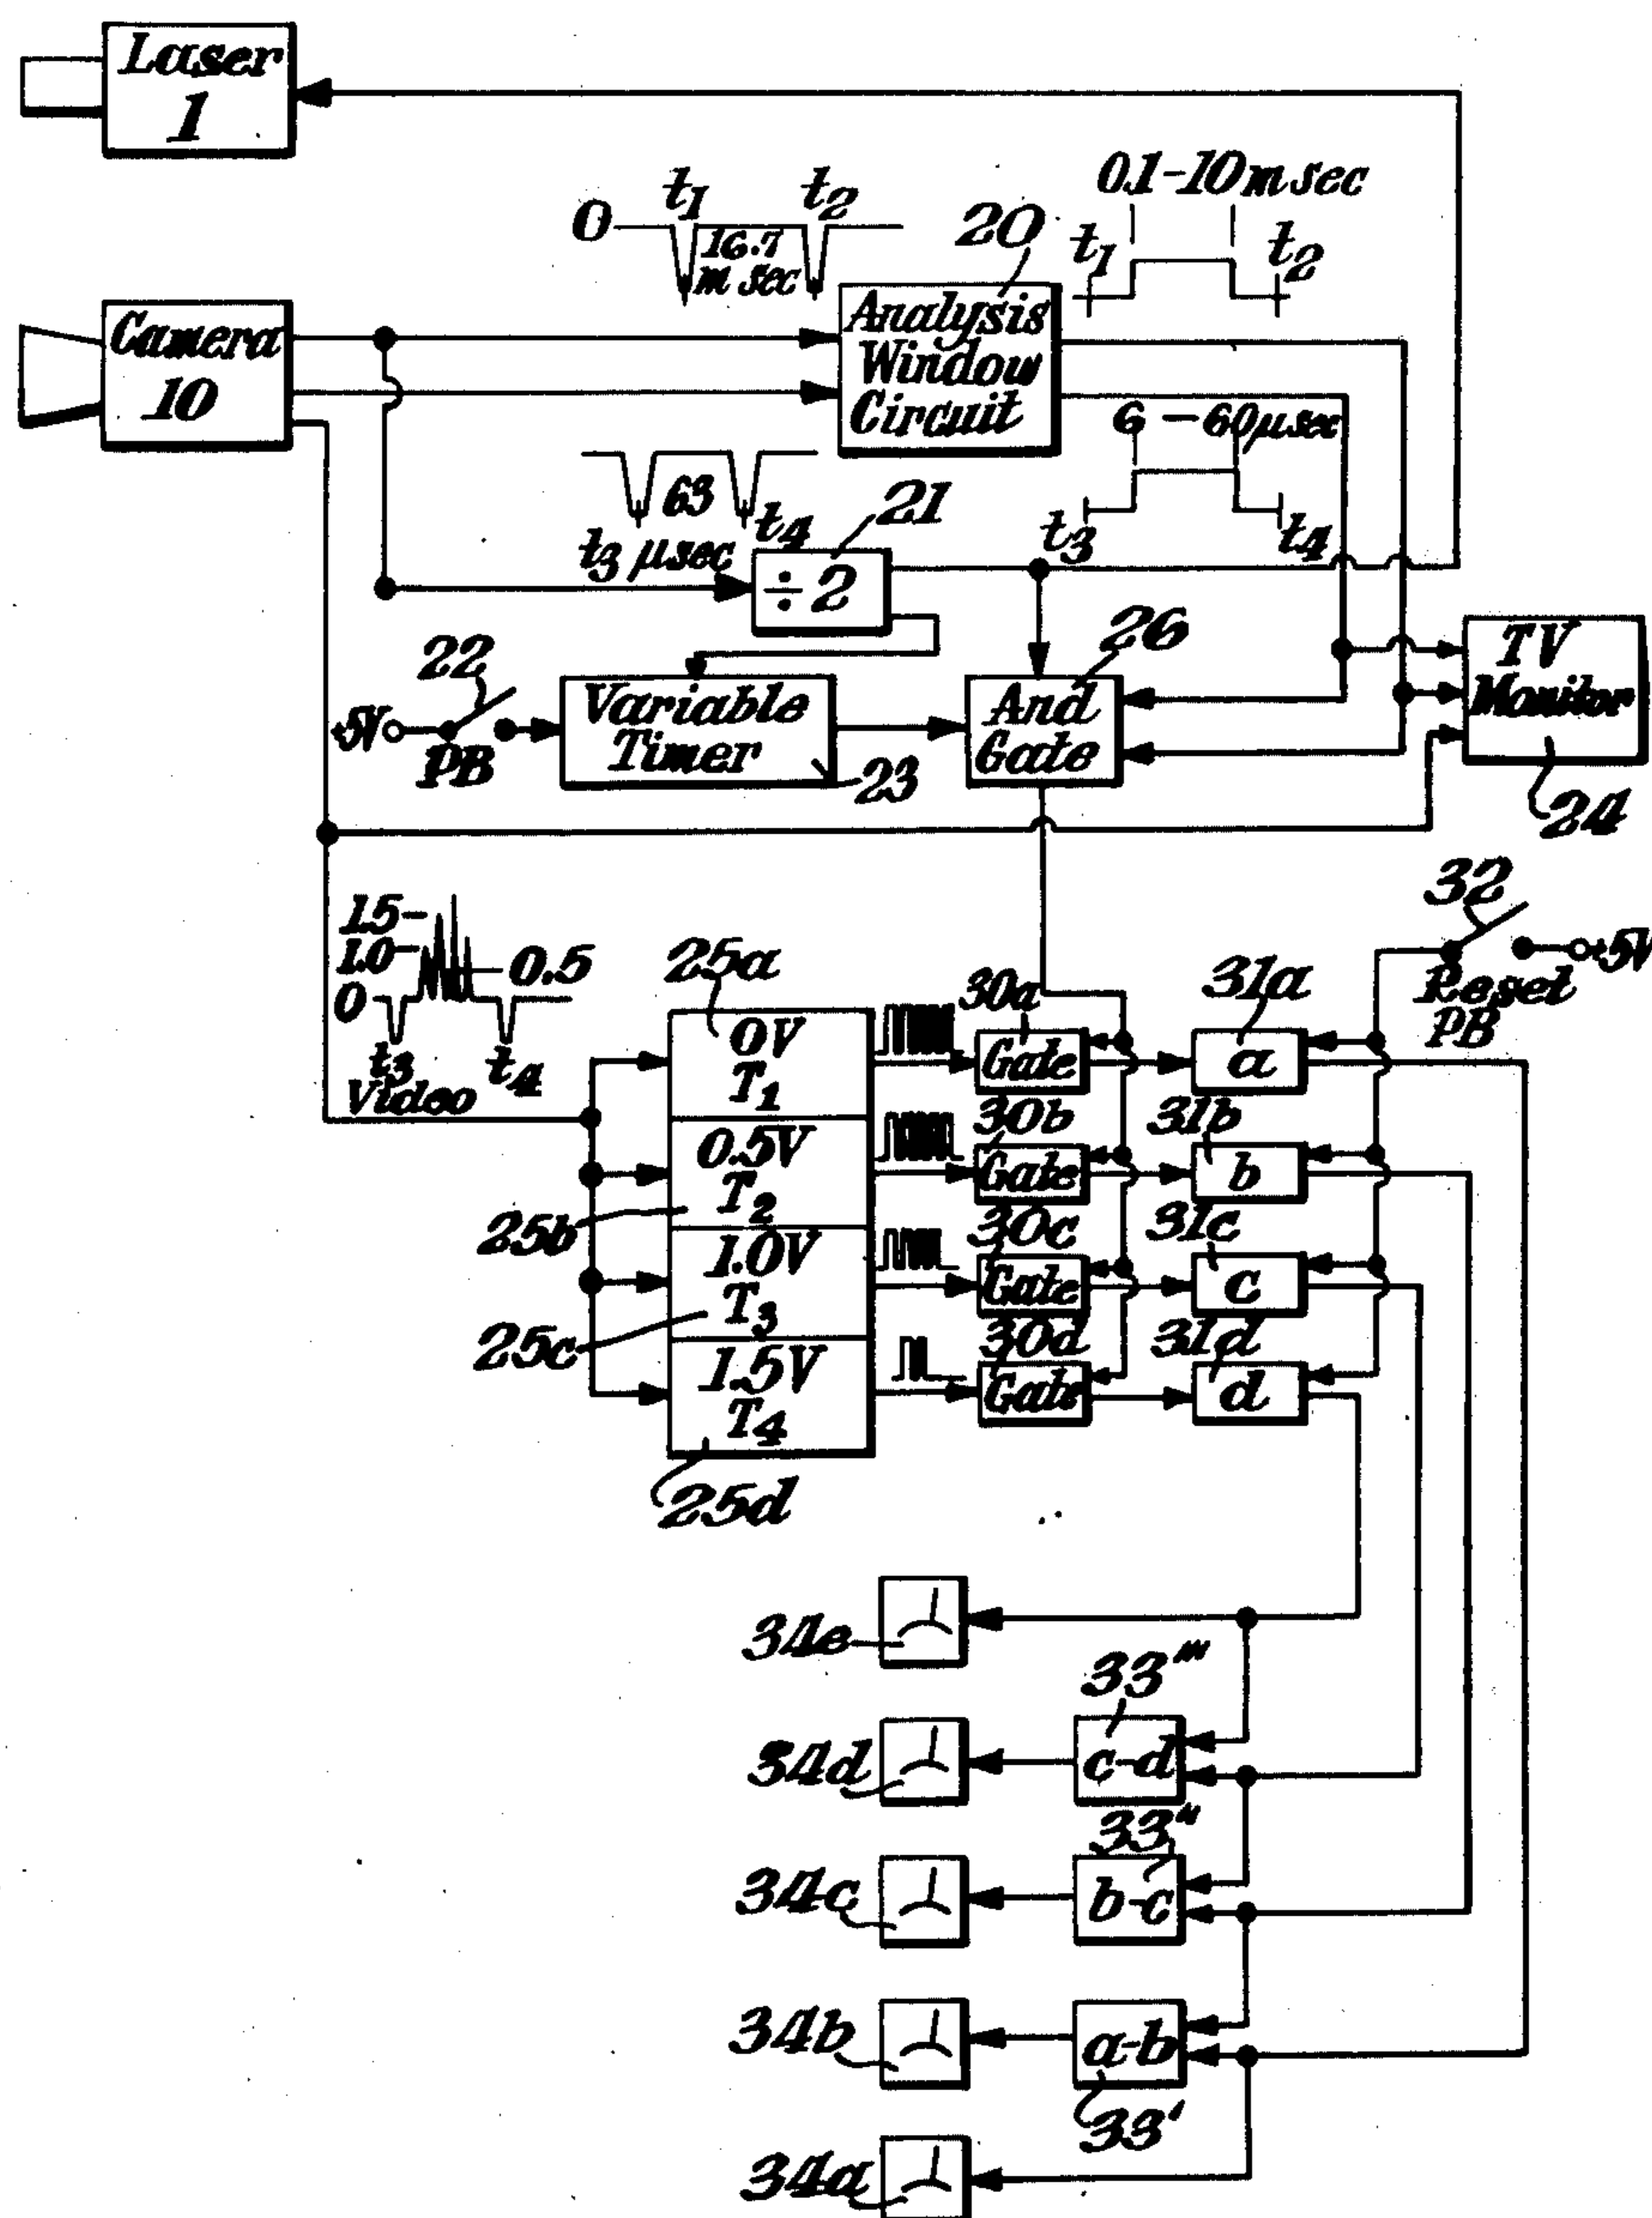 Laser
1
0.1-10 m sec
t1
t2
0
16.7
m sec
20
t1
t2
Camera
10
Analysis
Window
Circuit
6 - 60 μsec
63
t3 μsec
t4
21
t3
t4
÷ 2
26
22
+5V
PB
Variable
Timer
23
And
Gate
TV
Monitor
24
1.5
1.0
0.5
0
t3
t4
Video
32
+5V
Reset
PB
25a
0V
T1
30a
Gate
31a
a
0.5V
T2
25b
30b
Gate
31b
b
1.0V
T3
25c
30c
Gate
31c
c
1.5V
T4
25d
30d
Gate
31d
d
34e
33'''
34d
c-d
33''
34c
b-c
34b
a-b
33'
34a